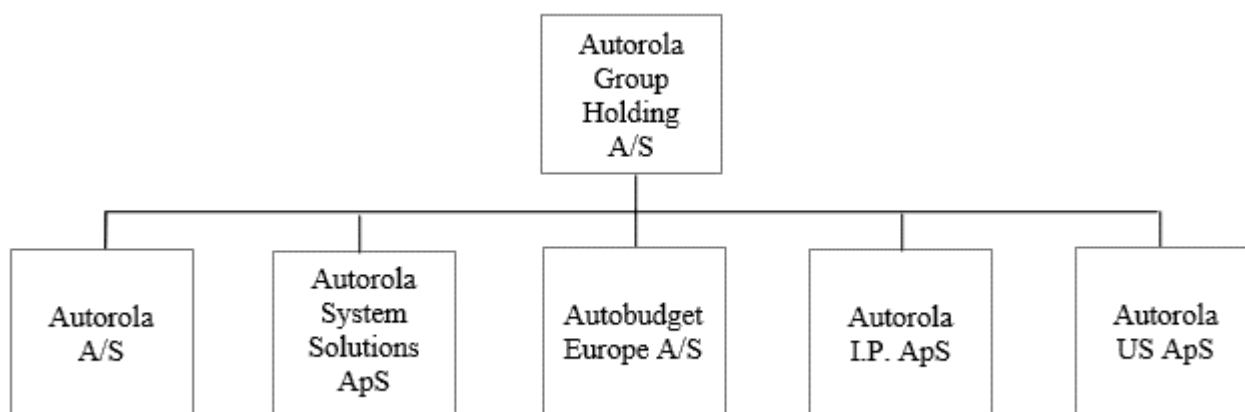 Autorola
Group
Holding
A/S
Autorola
A/S
Autorola
System
Solutions
ApS
Autobudget
Europe A/S
Autorola
I.P. ApS
Autorola
US ApS